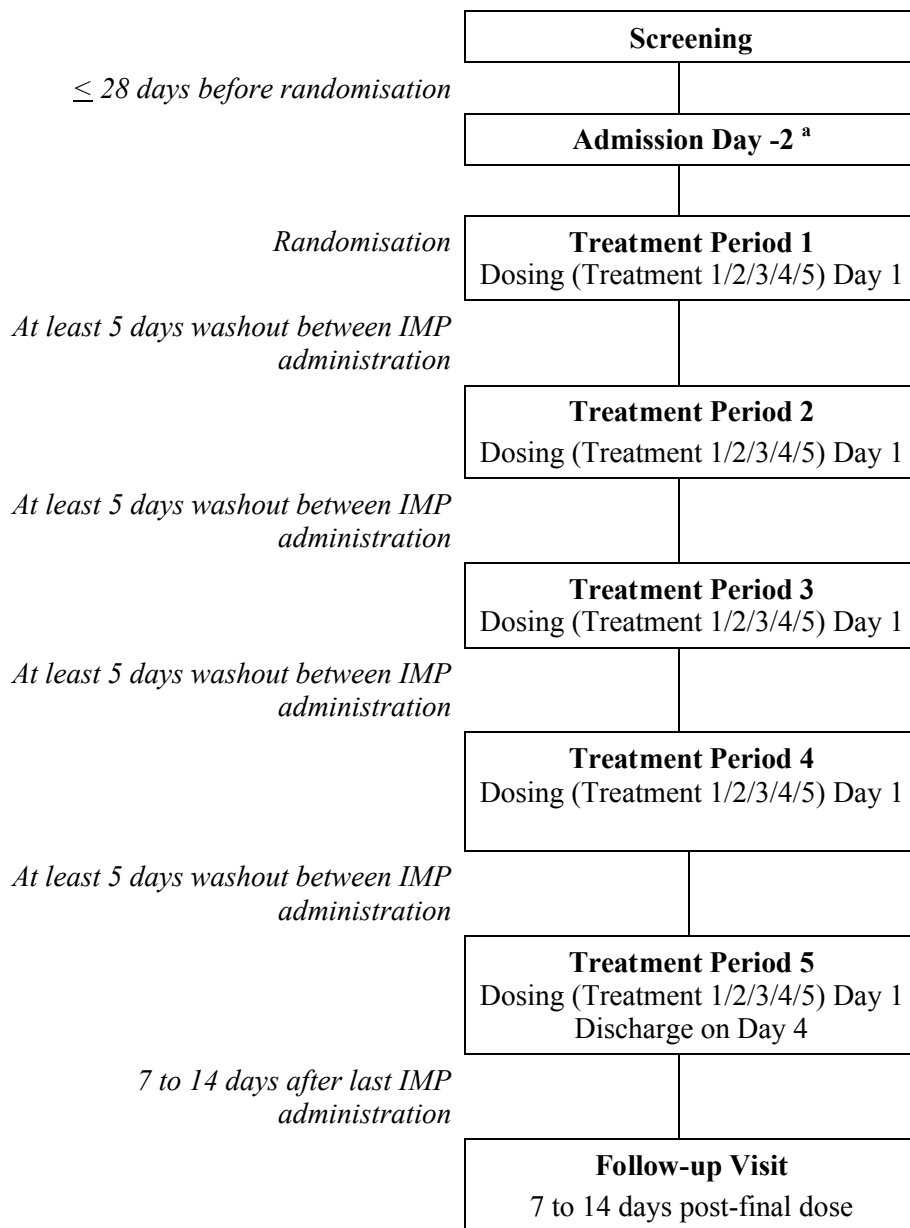 Screening
≤ 28 days before randomisation
Admission Day -2 a
Randomisation
Treatment Period 1
Dosing (Treatment 1/2/3/4/5) Day 1
At least 5 days washout between IMP
administration
Treatment Period 2
Dosing (Treatment 1/2/3/4/5) Day 1
At least 5 days washout between IMP
administration
Treatment Period 3
Dosing (Treatment 1/2/3/4/5) Day 1
At least 5 days washout between IMP
administration
Treatment Period 4
Dosing (Treatment 1/2/3/4/5) Day 1
At least 5 days washout between IMP
administration
Treatment Period 5
Dosing (Treatment 1/2/3/4/5) Day 1
Discharge on Day 4
7 to 14 days after last IMP
administration
Follow-up Visit
7 to 14 days post-final dose